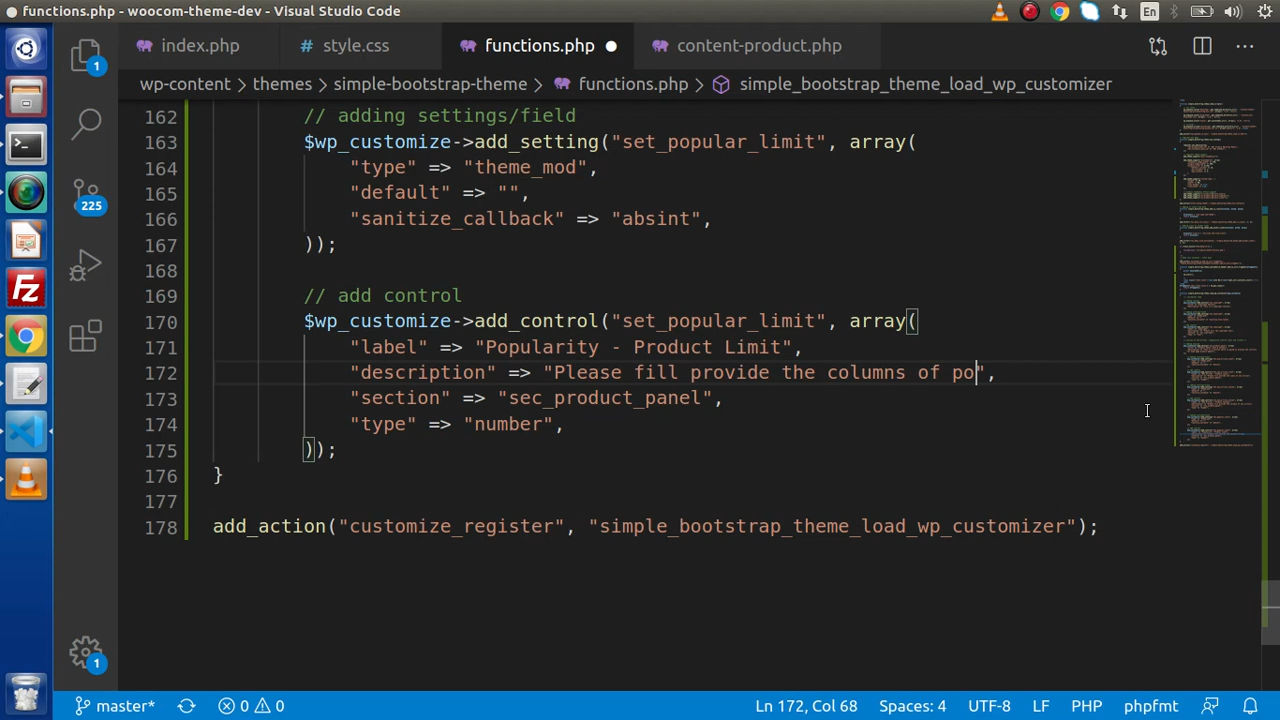 functions.php - woocom-theme-dev - Visual Studio Code
En
index.php
style.css
functions.php
content-product.php
wp-content > themes > simple-bootstrap-theme > functions.php > simple_bootstrap_theme_load_wp_customizer
162 // adding settings/field
163 $wp_customize->add_setting("set_popular_limit", array(
164 "type" => "theme_mod",
165 "default" => "",
166 "sanitize_callback" => "absint",
167 ));
168
169 // add control
170 $wp_customize->add_control("set_popular_limit", array(
171 "label" => "Popularity - Product Limit",
172 "description" => "Please fill provide the columns of po",
173 "section" => "sec_product_panel",
174 "type" => "number",
175 ));
176 }
177
178 add_action("customize_register", "simple_bootstrap_theme_load_wp_customizer");
1
225
1
master*
0
0
Ln 172, Col 68
Spaces: 4
UTF-8
LF
PHP
phpfmt